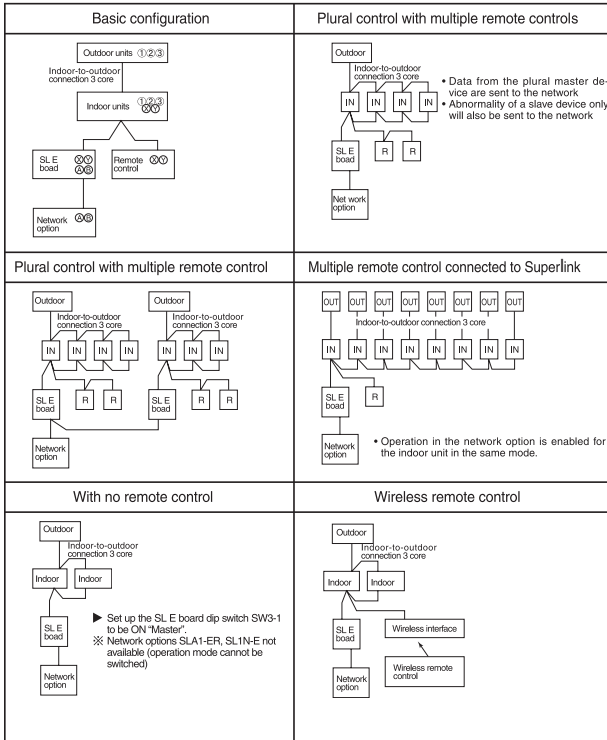 Basic configuration
Outdoor units ①②③
Indoor-to-outdoor
connection 3 core
Indoor units ①②③
ⓍⓎ
SL E ⓍⓎ
boad ⒶⒷ
Remote ⓍⓎ
control
Network ⒶⒷ
option
Plural control with multiple remote controls
Outdoor
Indoor-to-outdoor
connection 3 core
IN IN IN IN
SL E
boad
R R
Net work
option
• Data from the plural master de-
vice are sent to the network
• Abnormality of a slave device only
will also be sent to the network
Plural control with multiple remote control
Outdoor Outdoor
Indoor-to-outdoor
connection 3 core
Indoor-to-outdoor
connection 3 core
IN IN IN IN IN IN IN IN
SL E
boad
R R
SL E
boad
R R
Network
option
Multiple remote control connected to Superlink
OUT OUT OUT OUT OUT OUT OUT OUT
Indoor-to-outdoor connection 3 core
IN IN IN IN IN IN IN IN
SL E
boad
R
Network
option
• Operation in the network option is enabled for
the indoor unit in the same mode.
With no remote control
Outdoor
Indoor-to-outdoor
connection 3 core
Indoor Indoor
SL E
boad
Network
option
▶ Set up the SL E board dip switch SW3-1
to be ON "Master".
※ Network options SLA1-ER, SL1N-E not
available (operation mode cannot be
switched)
Wireless remote control
Outdoor
Indoor-to-outdoor
connection 3 core
Indoor Indoor
SL E
boad
Wireless interface
Wireless remote
control
Network
option